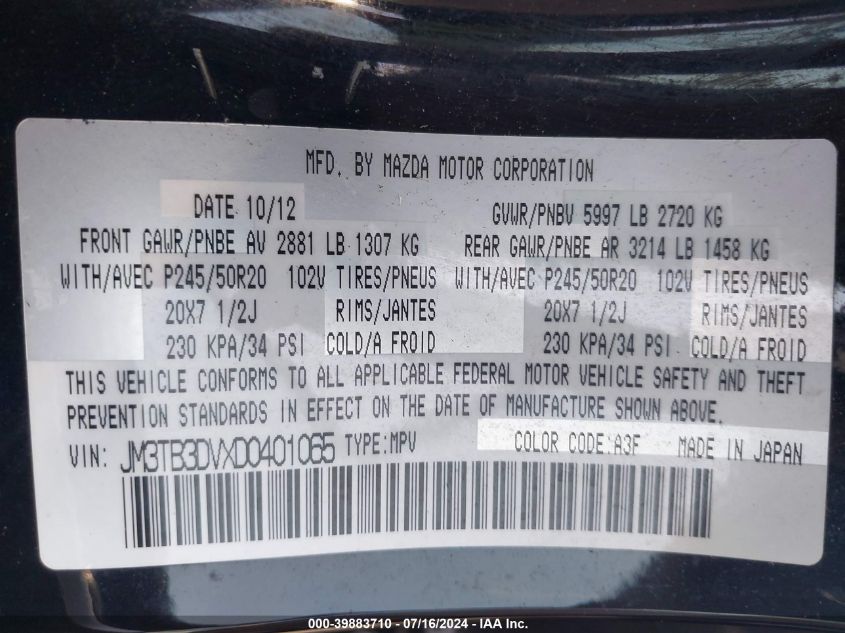 MFD. BY MAZDA MOTOR CORPORATION
DATE 10/12 GVWR/PNBV 5997 LB 2720 KG
FRONT GAWR/PNBE AV 2881 LB 1307 KG REAR GAWR/PNBE AR 3214 LB 1458 KG
WITH/AVEC P245/50R20 102V TIRES/PNEUS WITH/AVEC P245/50R20 102V TIRES/PNEUS
20X7 1/2J RIMS/JANTES 20X7 1/2J RIMS/JANTES
230 KPA/34 PSI COLD/A FROID 230 KPA/34 PSI COLD/A FROID
THIS VEHICLE CONFORMS TO ALL APPLICABLE FEDERAL MOTOR VEHICLE SAFETY AND THEFT
PREVENTION STANDARDS IN EFFECT ON THE DATE OF MANUFACTURE SHOWN ABOVE.
VIN: JM3TB3DVXD0401065 TYPE:MPV COLOR CODE:A3F MADE IN JAPAN
000-39883710 - 07/16/2024 - IAA Inc.